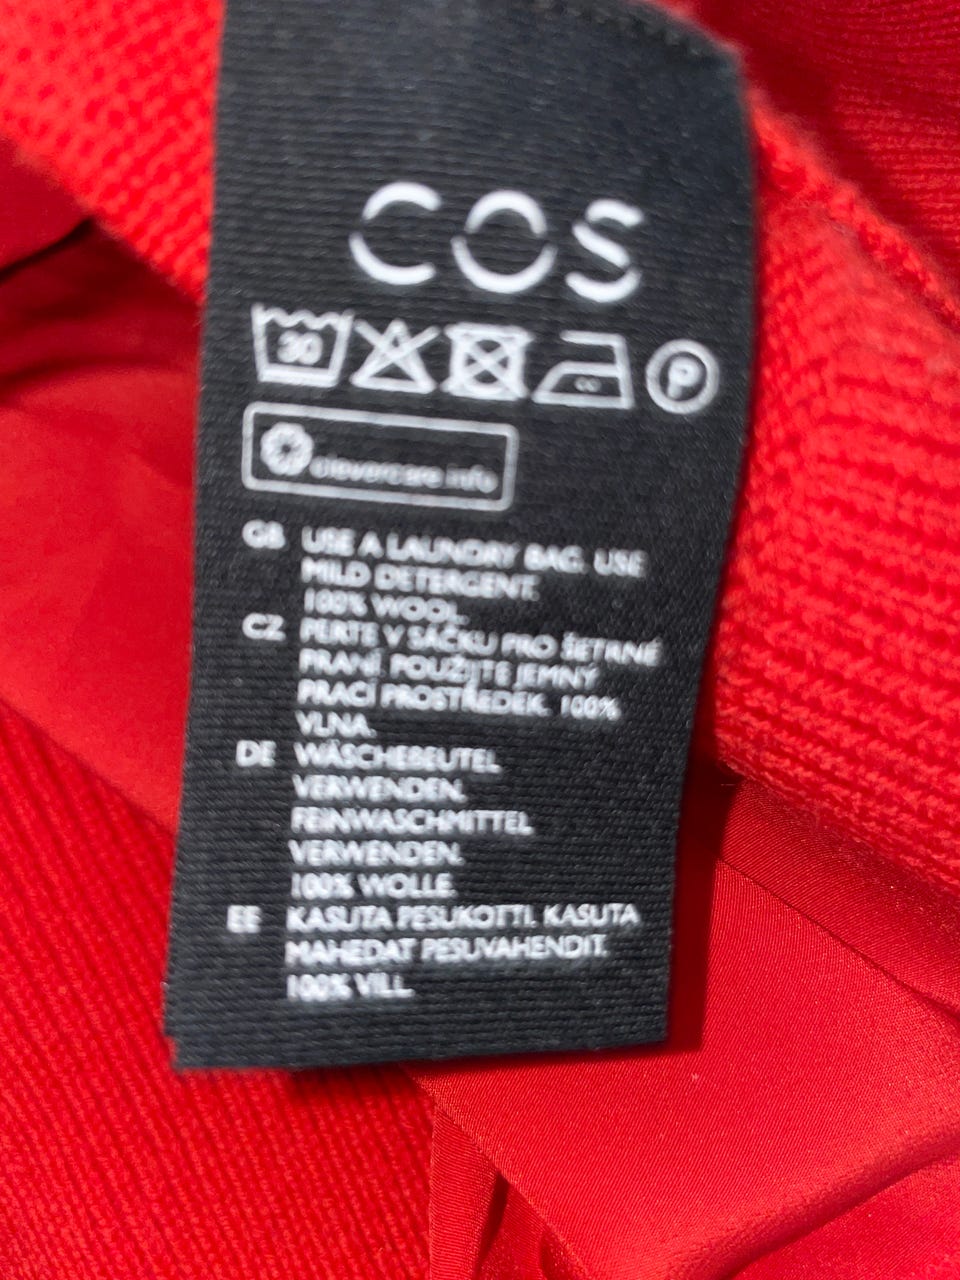 COS
30
P
clevercare.info
GB USE A LAUNDRY BAG. USE
MILD DETERGENT.
100% WOOL.
CZ PERTE V SÁČKU PRO ŠETRNÉ
PRANÍ. POUŽIJTE JEMNÝ
PRACÍ PROSTŘEDEK. 100%
VLNA.
DE WÄSCHEBEUTEL
VERWENDEN.
FEINWASCHMITTEL
VERWENDEN.
100% WOLLE.
EE KASUTA PESUKOTTI. KASUTA
MAHEDAT PESUVAHENDIT.
100% VILL.